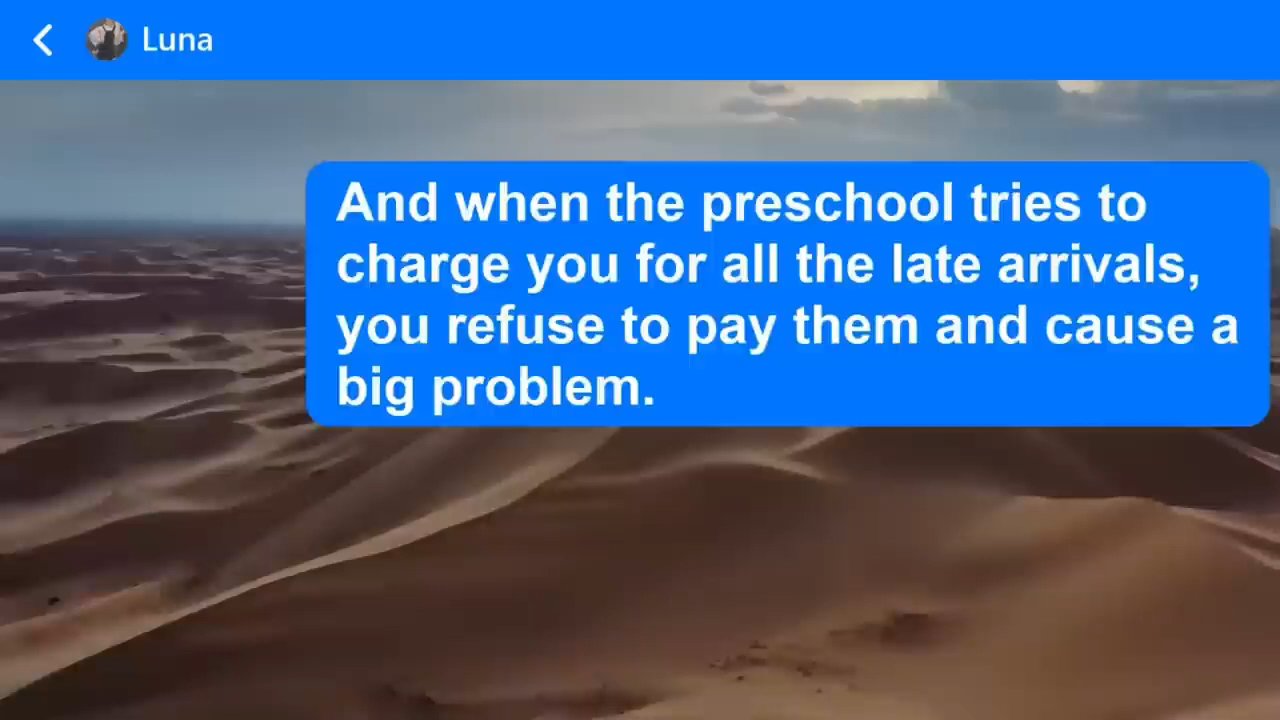 Luna
And when the preschool tries to
charge you for all the late arrivals,
you refuse to pay them and cause a
big problem.